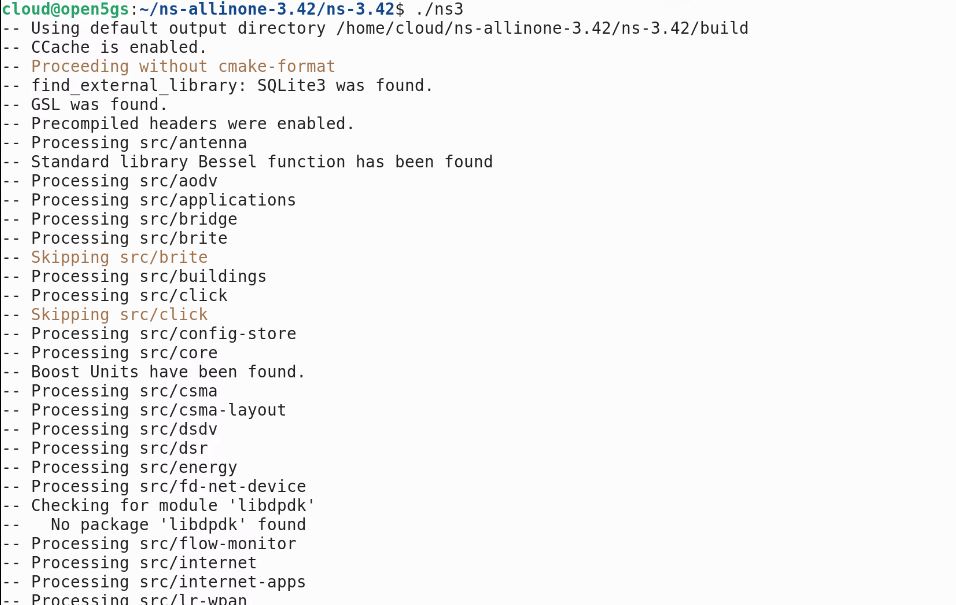 cloud@open5gs:~/ns-allinone-3.42/ns-3.42$ ./ns3
-- Using default output directory /home/cloud/ns-allinone-3.42/ns-3.42/build
-- CCache is enabled.
-- Proceeding without cmake-format
-- find_external_library: SQLite3 was found.
-- GSL was found.
-- Precompiled headers were enabled.
-- Processing src/antenna
-- Standard library Bessel function has been found
-- Processing src/aodv
-- Processing src/applications
-- Processing src/bridge
-- Processing src/brite
-- Skipping src/brite
-- Processing src/buildings
-- Processing src/click
-- Skipping src/click
-- Processing src/config-store
-- Processing src/core
-- Boost Units have been found.
-- Processing src/csma
-- Processing src/csma-layout
-- Processing src/dsdv
-- Processing src/dsr
-- Processing src/energy
-- Processing src/fd-net-device
-- Checking for module 'libdpdk'
--   No package 'libdpdk' found
-- Processing src/flow-monitor
-- Processing src/internet
-- Processing src/internet-apps
-- Processing src/lr-wpan